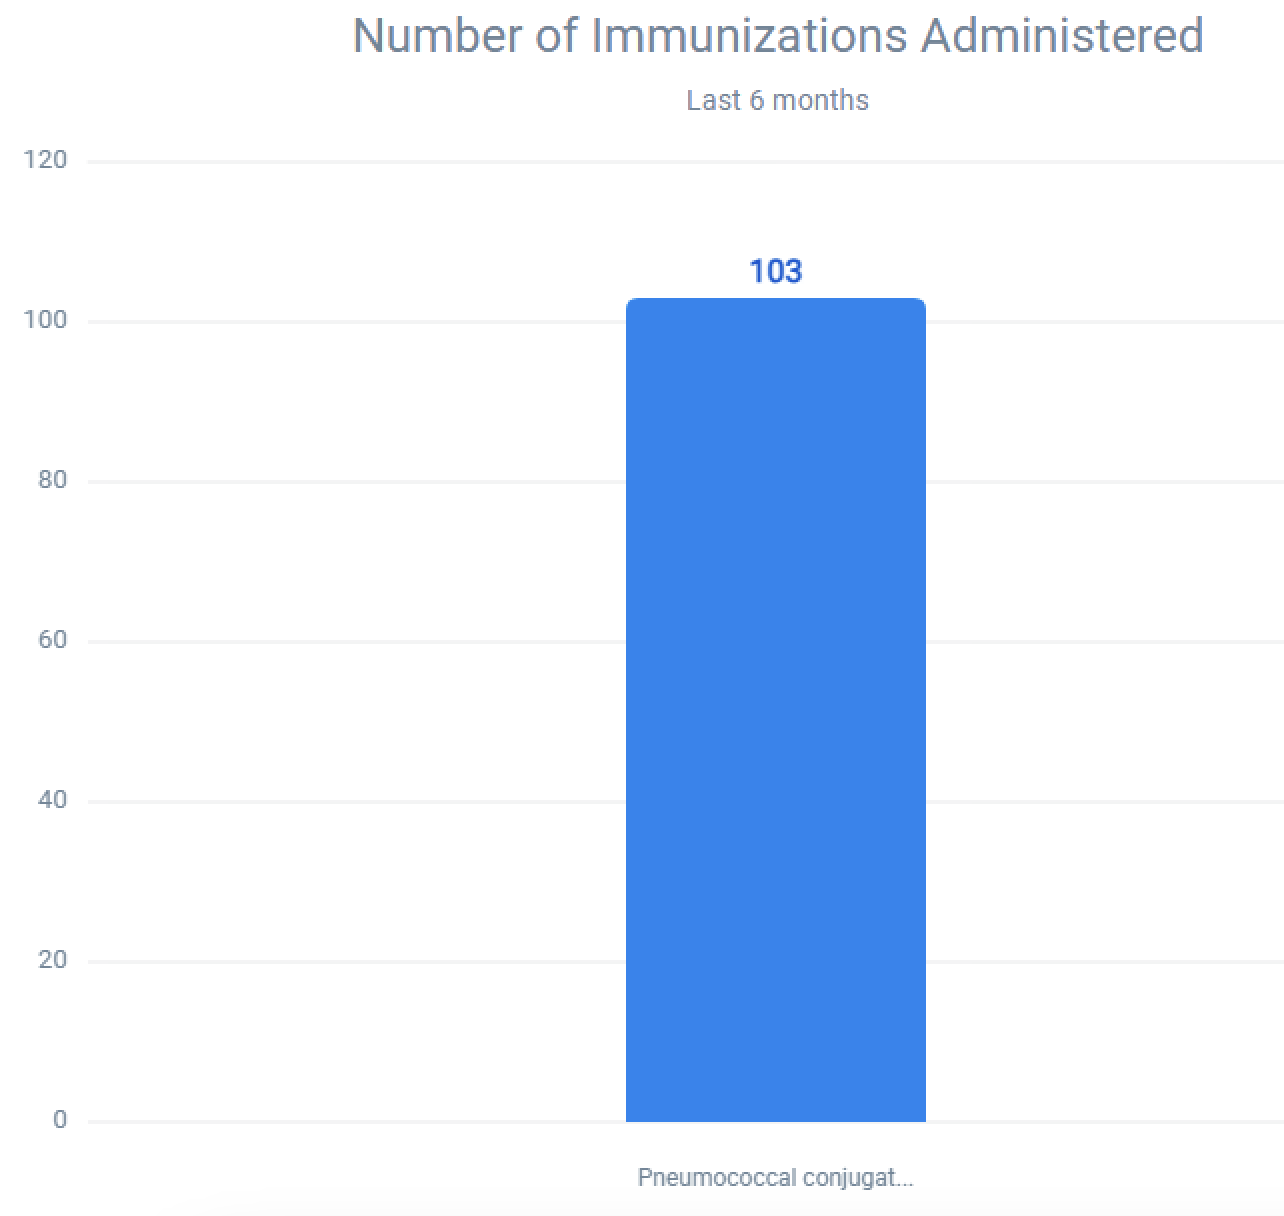 Number of Immunizations Administered
Last 6 months
120
103
100
80
60
40
20
0
Pneumococcal conjugat...